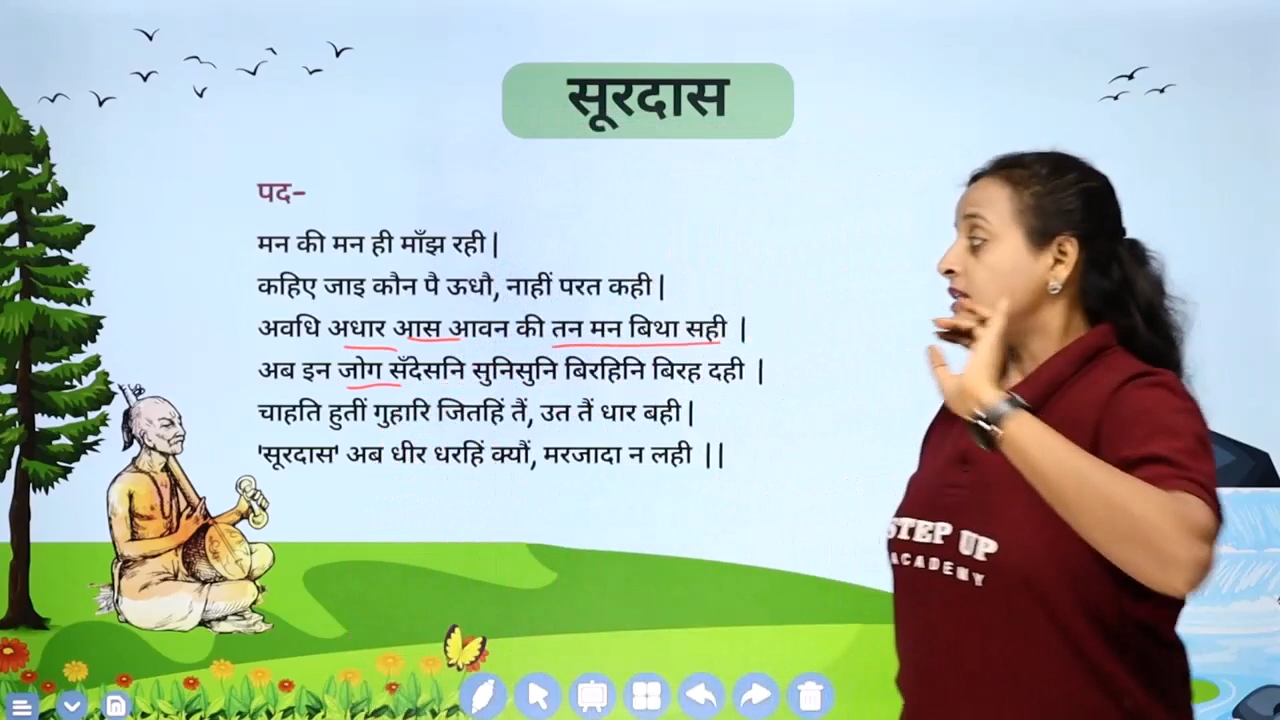 सूरदास
पद-
मन की मन ही माँझ रही |
कहिए जाइ कौन पै ऊधौ, नाहीं परत कही |
अवधि अधार आस आवन की तन मन बिथा सही |
अब इन जोग सँदेसनि सुनिसुनि बिरहिनि बिरह दही |
चाहति हुतीं गुहारि जितहिं तैं, उत तैं धार बही |
'सूरदास' अब धीर धरहिं क्यौं, मरजादा न लही ||
STEP UP
ACADEMY